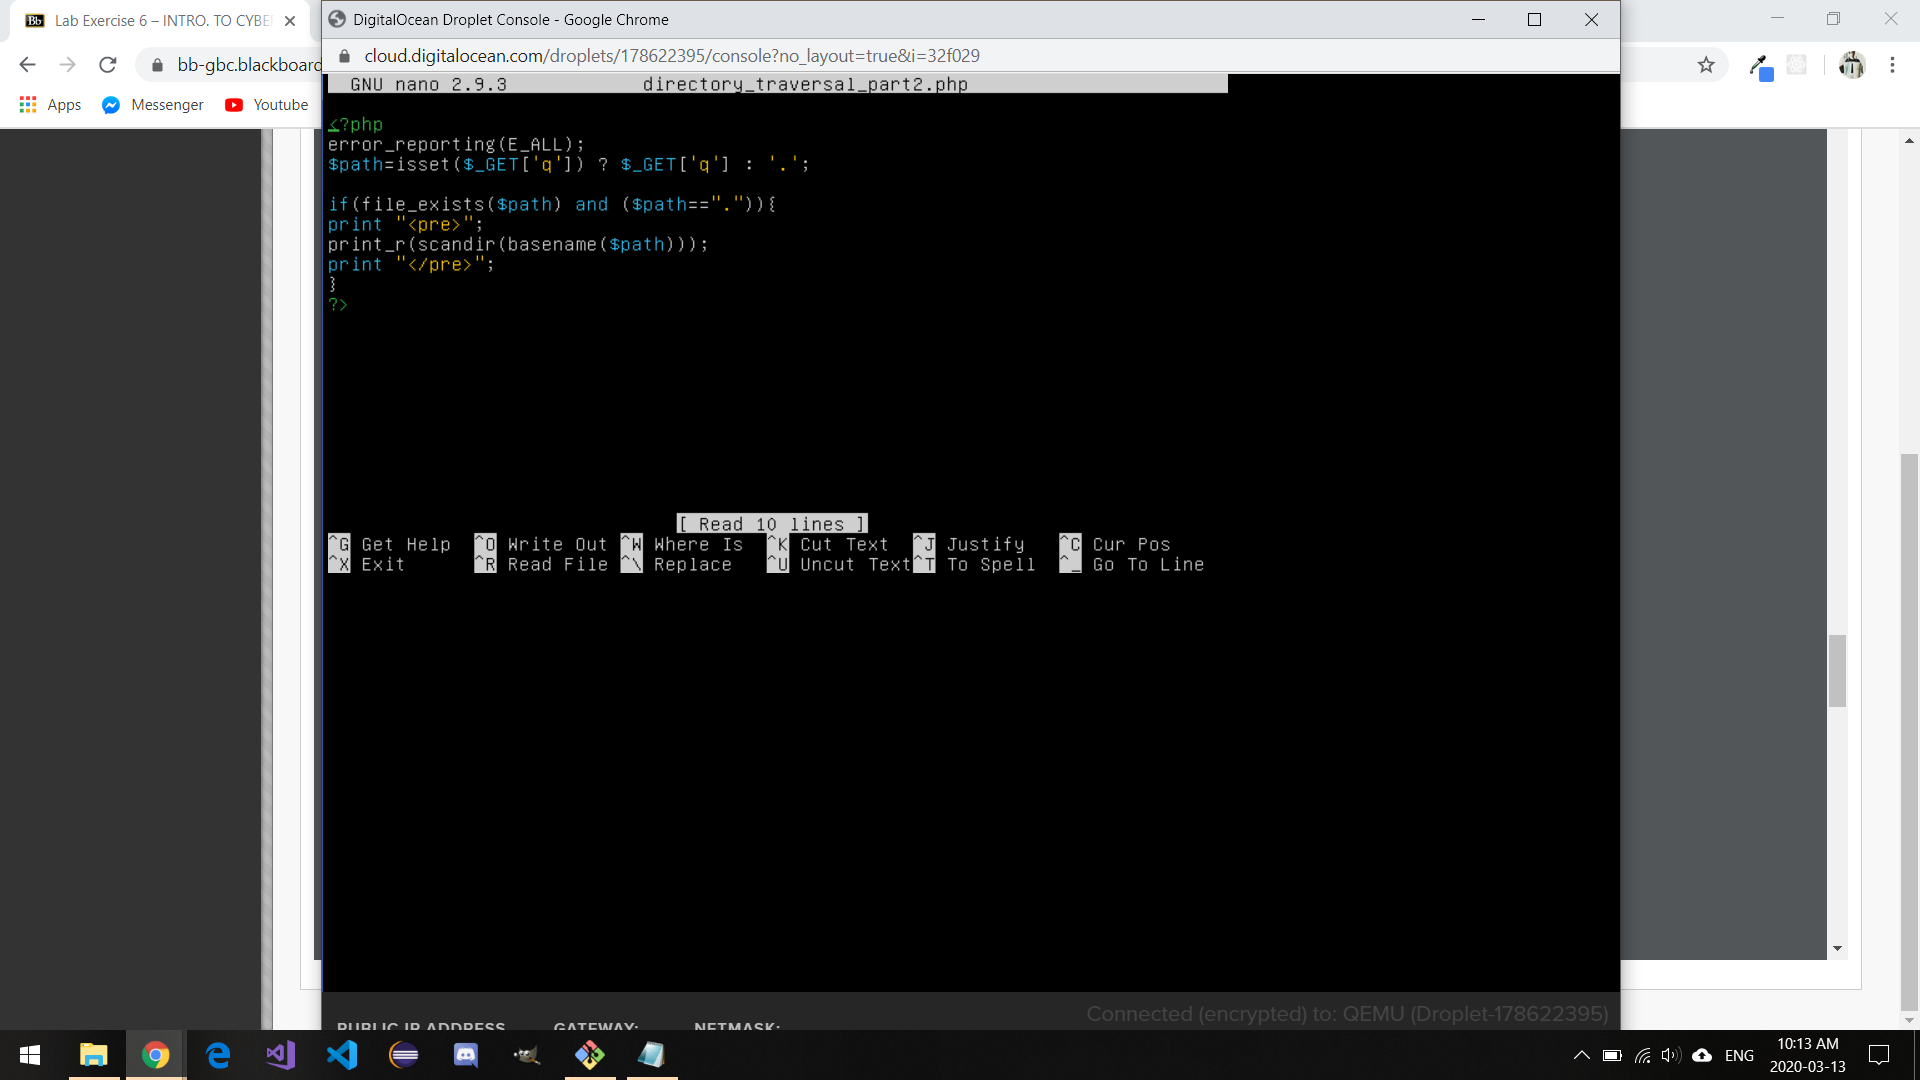 Lab Exercise 6 – INTRO. TO CYBE
DigitalOcean Droplet Console - Google Chrome
bb-gbc.blackboard
cloud.digitalocean.com/droplets/178622395/console?no_layout=true&i=32f029
Apps
Messenger
Youtube
GNU nano 2.9.3 directory_traversal_part2.php
<?php
error_reporting(E_ALL);
$path=isset($_GET['q']) ? $_GET['q'] : '.';
if(file_exists($path) and ($path==".")){
print "<pre>";
print_r(scandir(basename($path)));
print "</pre>";
}
?>
[ Read 10 lines ]
^G Get Help ^O Write Out ^W Where Is ^K Cut Text ^J Justify ^C Cur Pos
^X Exit ^R Read File ^\ Replace ^U Uncut Text ^T To Spell ^_ Go To Line
Connected (encrypted) to: QEMU (Droplet-178622395)
PUBLIC IP ADDRESS GATEWAY: NETMASK:
ENG
10:13 AM
2020-03-13